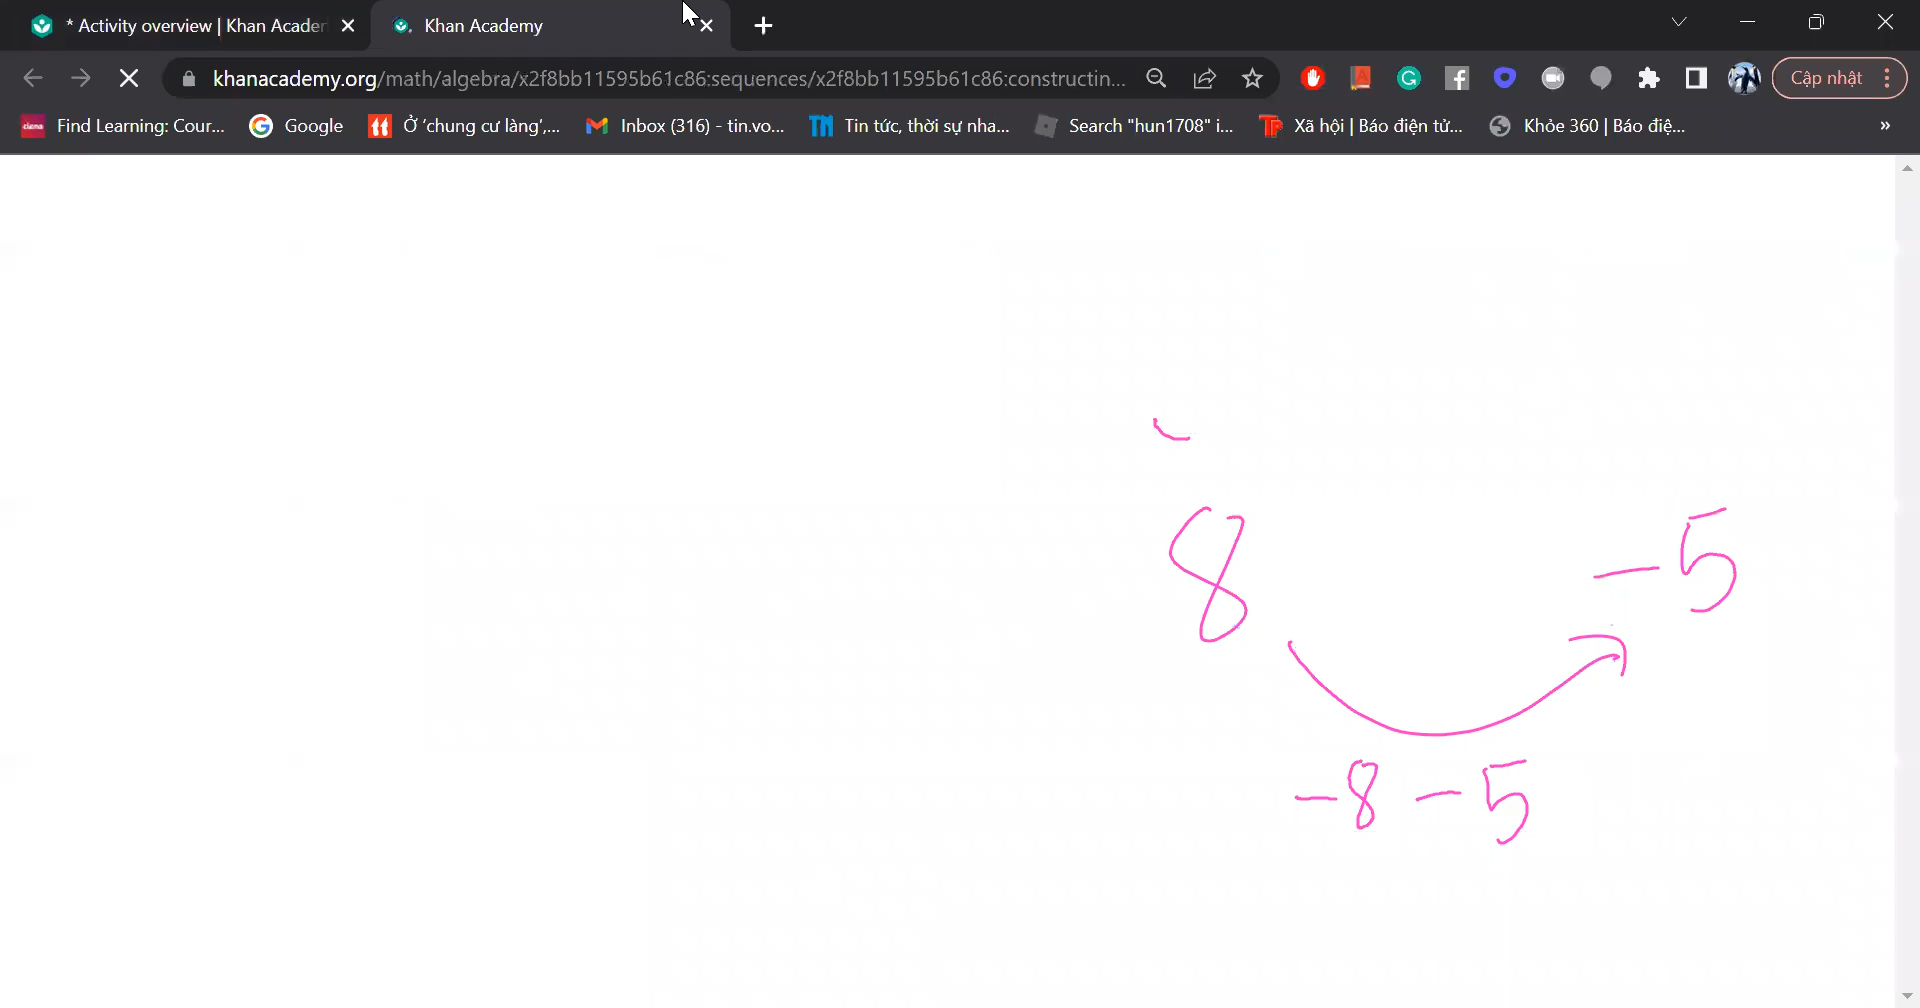 * Activity overview | Khan Acader
Khan Academy
khanacademy.org/math/algebra/x2f8bb11595b61c86:sequences/x2f8bb11595b61c86:constructin...
Cập nhật
ciena Find Learning: Cour...
Google
Ở 'chung cư làng',...
Inbox (316) - tin.vo...
TN Tin tức, thời sự nha...
Search "hun1708" i...
Xã hội | Báo điện tử...
Khỏe 360 | Báo điệ...
8 -5
-8 -5